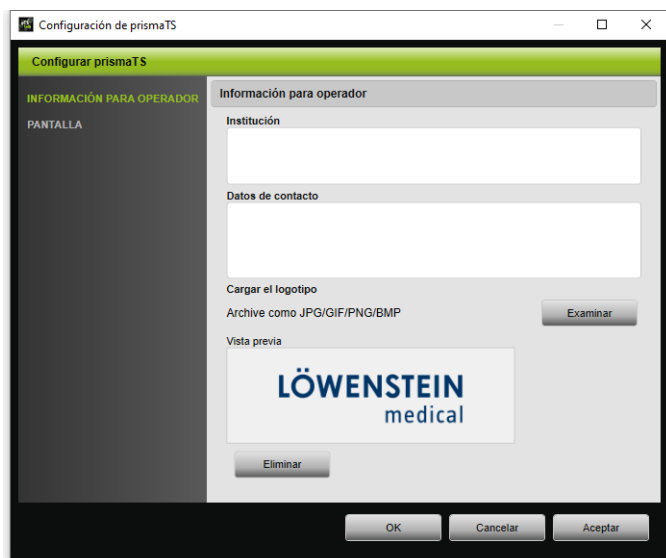 Configuración de prismaTS
Configurar prismaTS
INFORMACIÓN PARA OPERADOR
PANTALLA
Información para operador
Institución
Datos de contacto
Cargar el logotipo
Archive como JPG/GIF/PNG/BMP
Examinar
Vista previa
LÖWENSTEIN
medical
Eliminar
OK
Cancelar
Aceptar